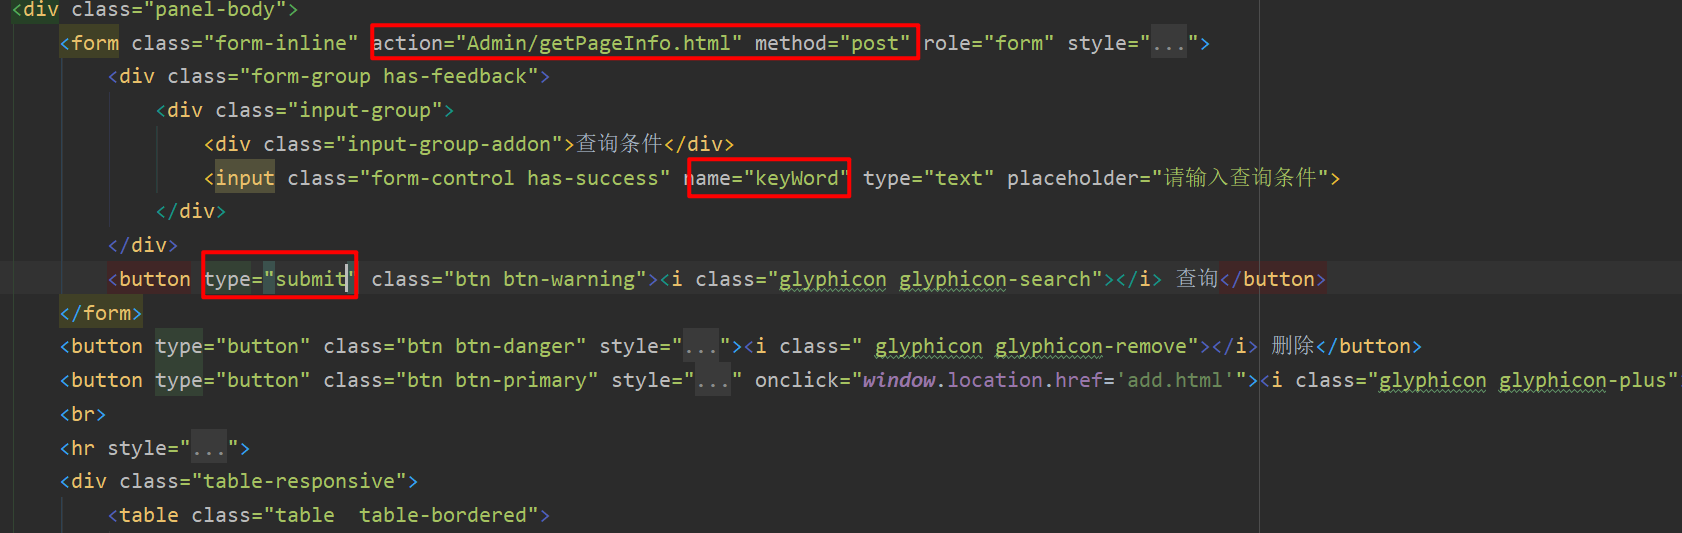 <div class="panel-body">
<form class="form-inline" action="Admin/getPageInfo.html" method="post" role="form" style="...">
<div class="form-group has-feedback">
<div class="input-group">
<div class="input-group-addon">查询条件</div>
<input class="form-control has-success" name="keyWord" type="text" placeholder="请输入查询条件">
</div>
</div>
<button type="submit" class="btn btn-warning"><i class="glyphicon glyphicon-search"></i> 查询</button>
</form>
<button type="button" class="btn btn-danger" style="..."><i class=" glyphicon glyphicon-remove"></i> 删除</button>
<button type="button" class="btn btn-primary" style="..." onclick="window.location.href='add.html'"><i class="glyphicon glyphicon-plus"
<br>
<hr style="...">
<div class="table-responsive">
<table class="table  table-bordered">